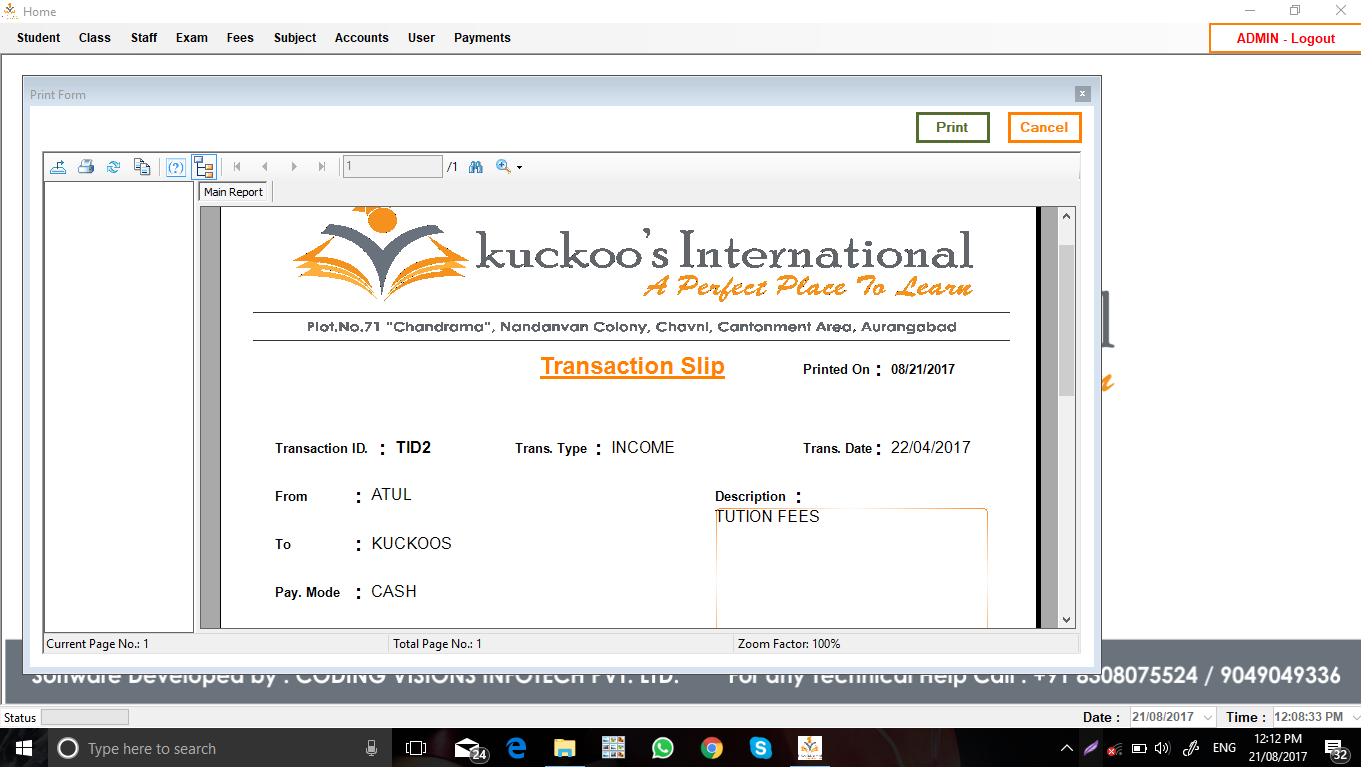 Home
Student Class Staff Exam Fees Subject Accounts User Payments
ADMIN - Logout
Print Form
x
Print Cancel
(?) 1 /1
Main Report
kuckoo's International
A Perfect Place To Learn
Plot.No.71 "Chandrama", Nandanvan Colony, Chavni, Cantonment Area, Aurangabad
Transaction Slip
Printed On : 08/21/2017
Transaction ID. : TID2 Trans. Type : INCOME Trans. Date : 22/04/2017
From : ATUL Description :
TUTION FEES
To : KUCKOOS
Pay. Mode : CASH
Current Page No.: 1 Total Page No.: 1 Zoom Factor: 100%
Software Developed by : CODING VISIONS INFOTECH PVT. LTD. For any Technical Help Call : +91 8308075524 / 9049049336
Status
Date : 21/08/2017 Time : 12:08:33 PM
Type here to search
24
ENG
12:12 PM
21/08/2017
32